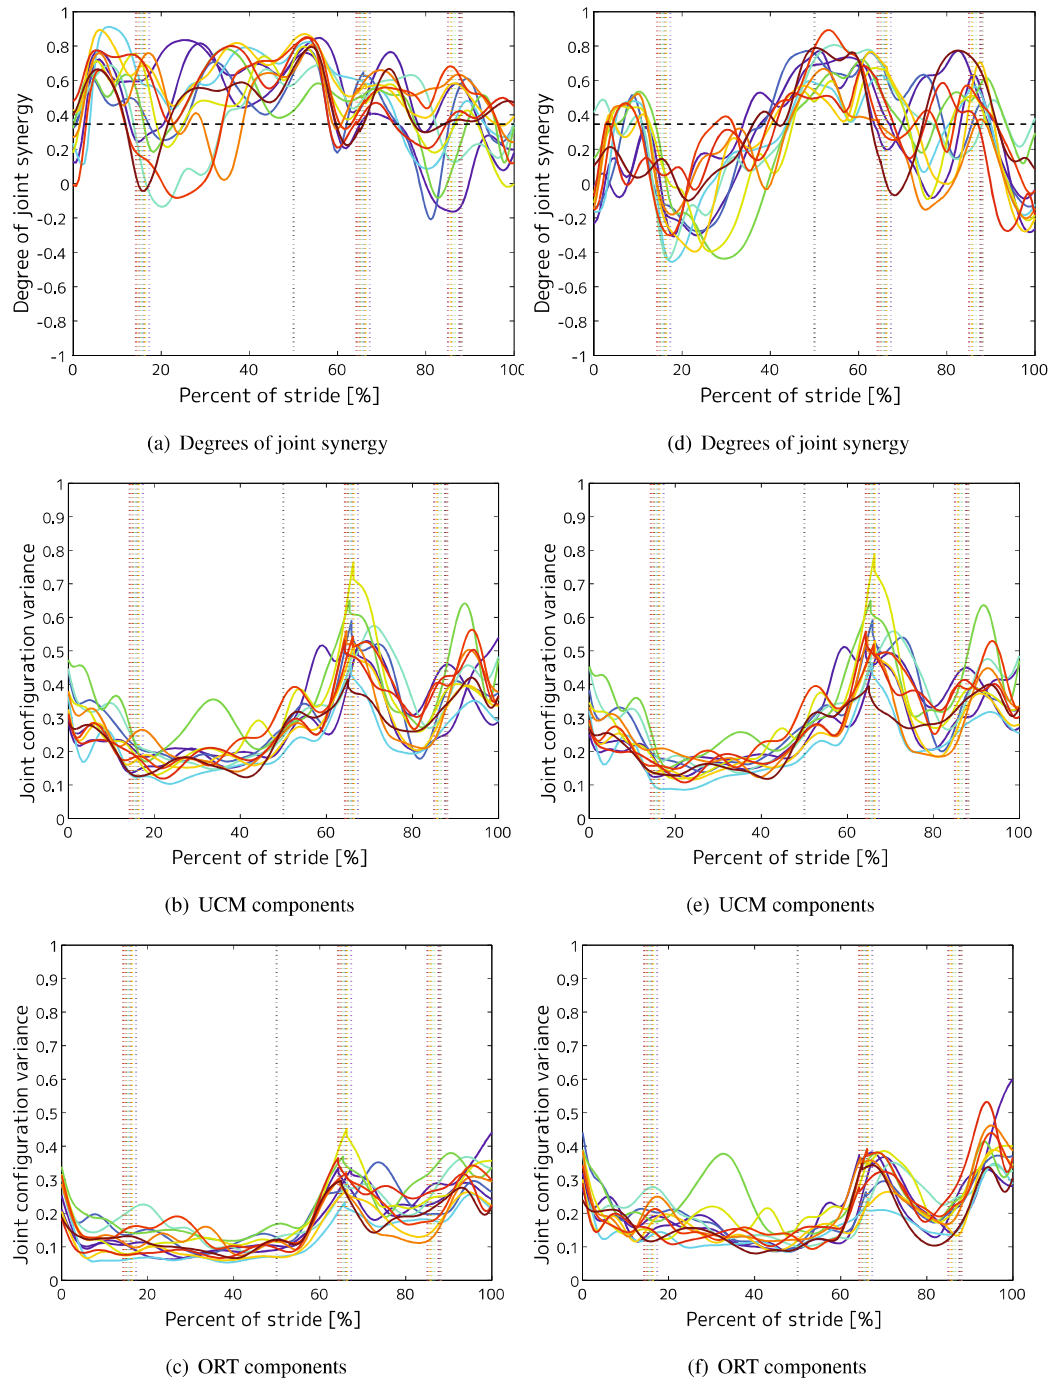 1
0.8
0.6
0.4
0.2
0
-0.2
-0.4
-0.6
-0.8
-1
Degree of joint synergy
0 20 40 60 80 100
Percent of stride [%]
(a) Degrees of joint synergy
1
0.8
0.6
0.4
0.2
0
-0.2
-0.4
-0.6
-0.8
-1
Degree of joint synergy
0 20 40 60 80 100
Percent of stride [%]
(d) Degrees of joint synergy
1
0.9
0.8
0.7
0.6
0.5
0.4
0.3
0.2
0.1
0
Joint configuration variance
0 20 40 60 80 100
Percent of stride [%]
(b) UCM components
1
0.9
0.8
0.7
0.6
0.5
0.4
0.3
0.2
0.1
0
Joint configuration variance
0 20 40 60 80 100
Percent of stride [%]
(e) UCM components
1
0.9
0.8
0.7
0.6
0.5
0.4
0.3
0.2
0.1
0
Joint configuration variance
0 20 40 60 80 100
Percent of stride [%]
(c) ORT components
1
0.9
0.8
0.7
0.6
0.5
0.4
0.3
0.2
0.1
0
Joint configuration variance
0 20 40 60 80 100
Percent of stride [%]
(f) ORT components